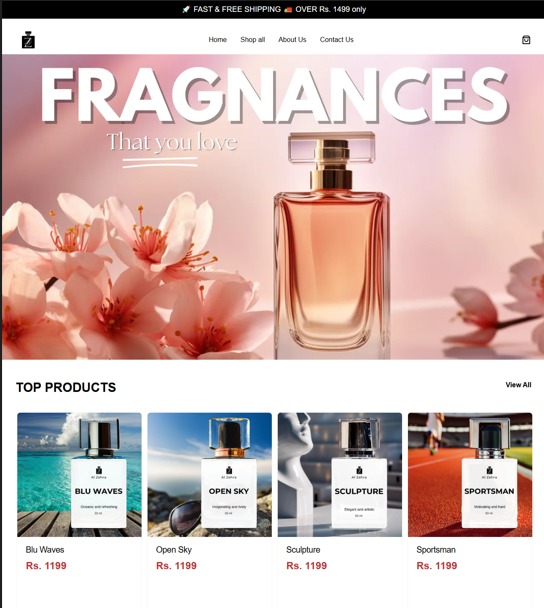 🚀 FAST & FREE SHIPPING 🚚 OVER Rs. 1499 only
Z
Home Shop all About Us Contact Us
FRAGNANCES
That you love
TOP PRODUCTS View All
Al Zahra
BLU WAVES
Oceanic and refreshing
50 ml
Al Zahra
OPEN SKY
Invigorating and lively
50 ml
Al Zahra
SCULPTURE
Elegant and artistic
50 ml
Al Zahra
SPORTSMAN
Motivating and hard
50 ml
Blu Waves Open Sky Sculpture Sportsman
Rs. 1199 Rs. 1199 Rs. 1199 Rs. 1199